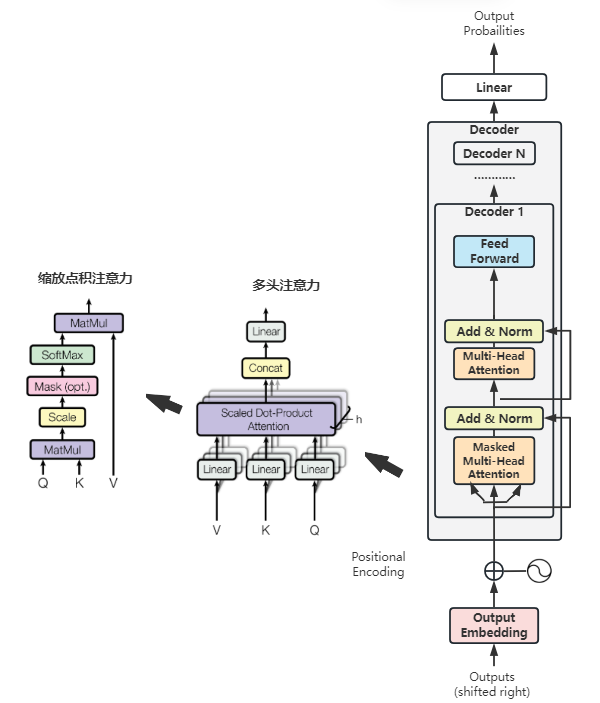 Output
Probailities
Linear
Decoder
Decoder N
............
Decoder 1
Feed
Forward
Add & Norm
Multi-Head
Attention
Add & Norm
Masked
Multi-Head
Attention
Positional
Encoding
Output
Embedding
Outputs
(shifted right)
多头注意力
Linear
Concat
Scaled Dot-Product
Attention
h
Linear
Linear
Linear
V
K
Q
缩放点积注意力
MatMul
SoftMax
Mask (opt.)
Scale
MatMul
Q
K
V